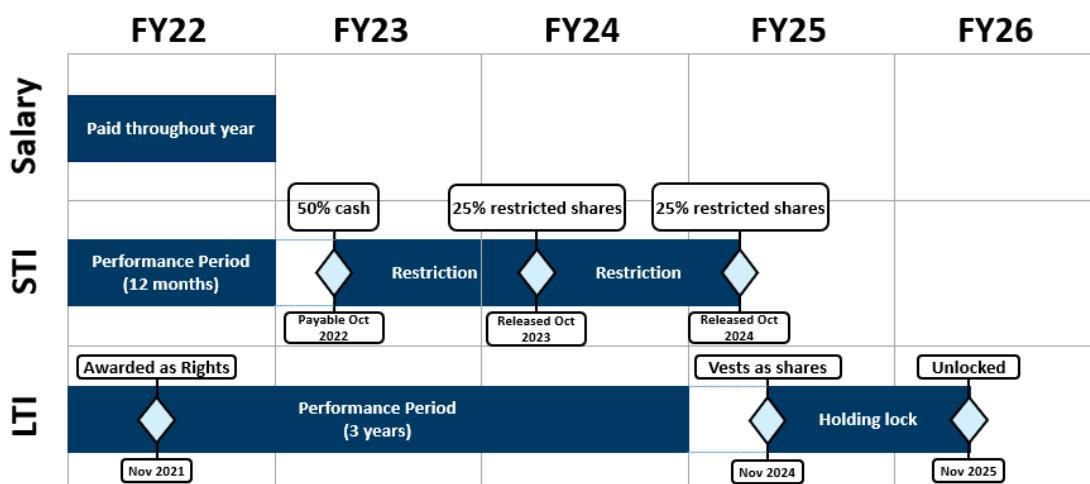 FY22 FY23 FY24 FY25 FY26
Salary
Paid throughout year
STI
50% cash
25% restricted shares
25% restricted shares
Performance Period
(12 months)
Restriction
Restriction
Payable Oct
2022
Released Oct
2023
Released Oct
2024
LTI
Awarded as Rights
Vests as shares
Unlocked
Performance Period
(3 years)
Holding lock
Nov 2021
Nov 2024
Nov 2025